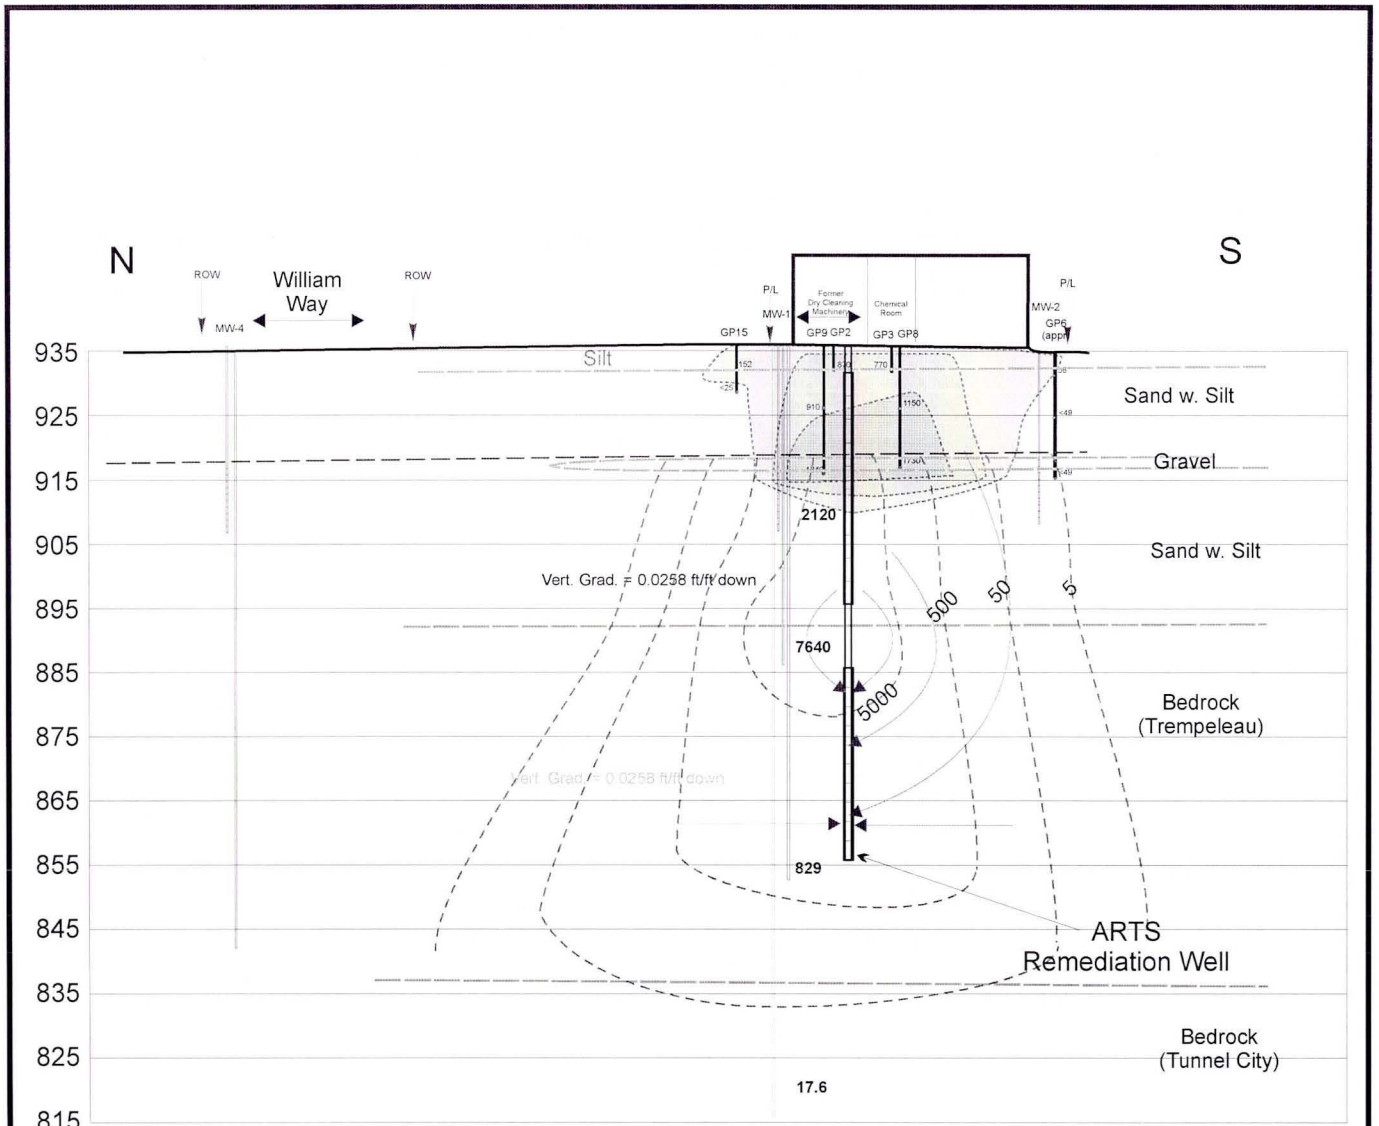 N
S
ROW
William
Way
ROW
MW-4
P/L
MW-1
GP15
Former
Dry Cleaning
Machinery
Chemical
Room
GP9 GP2
GP3 GP8
P/L
MW-2
GP6
(appr)
935
Silt
152
<25
870
770
Sand w. Silt
925
910
1150
<49
Gravel
915
<49
2120
905
Sand w. Silt
Vert. Grad. = 0.0258 ft/ft down
895
500
50
5
7640
885
5000
Bedrock
(Trempeleau)
875
Vert. Grad. = 0.0258 ft/ft down
865
855
829
845
ARTS
Remediation Well
835
825
Bedrock
(Tunnel City)
17.6
815